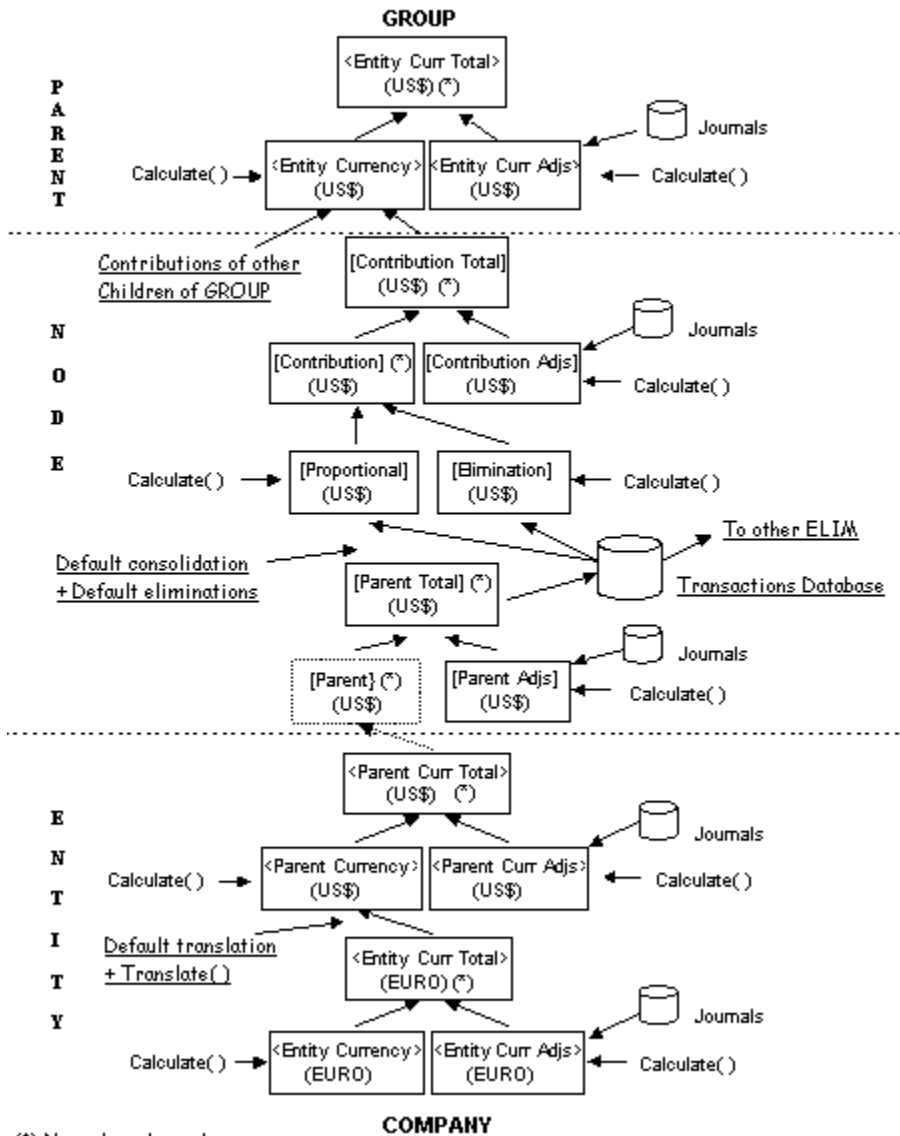 GROUP
<Entity Curr Total>
(US$) (*)
PARENT
Journals
Calculate( )
<Entity Currency>
(US$)
<Entity Curr Adjs>
(US$)
Calculate( )
Contributions of other
Children of GROUP
[Contribution Total]
(US$) (*)
NODE
Journals
[Contribution] (*)
(US$)
[Contribution Adjs]
(US$)
Calculate( )
Calculate( )
[Proportional]
(US$)
[Elimination]
(US$)
Calculate( )
To other ELIM
Default consolidation
+ Default eliminations
[Parent Total] (*)
(US$)
Transactions Database
Journals
[Parent} (*)
(US$)
[Parent Adjs]
(US$)
Calculate( )
<Parent Curr Total>
(US$) (*)
ENTITY
Journals
Calculate( )
<Parent Currency>
(US$)
<Parent Curr Adjs>
(US$)
Calculate( )
Default translation
+ Translate( )
<Entity Curr Total>
(EURO) (*)
Journals
Calculate( )
<Entity Currency>
(EURO)
<Entity Curr Adjs>
(EURO)
Calculate( )
COMPANY